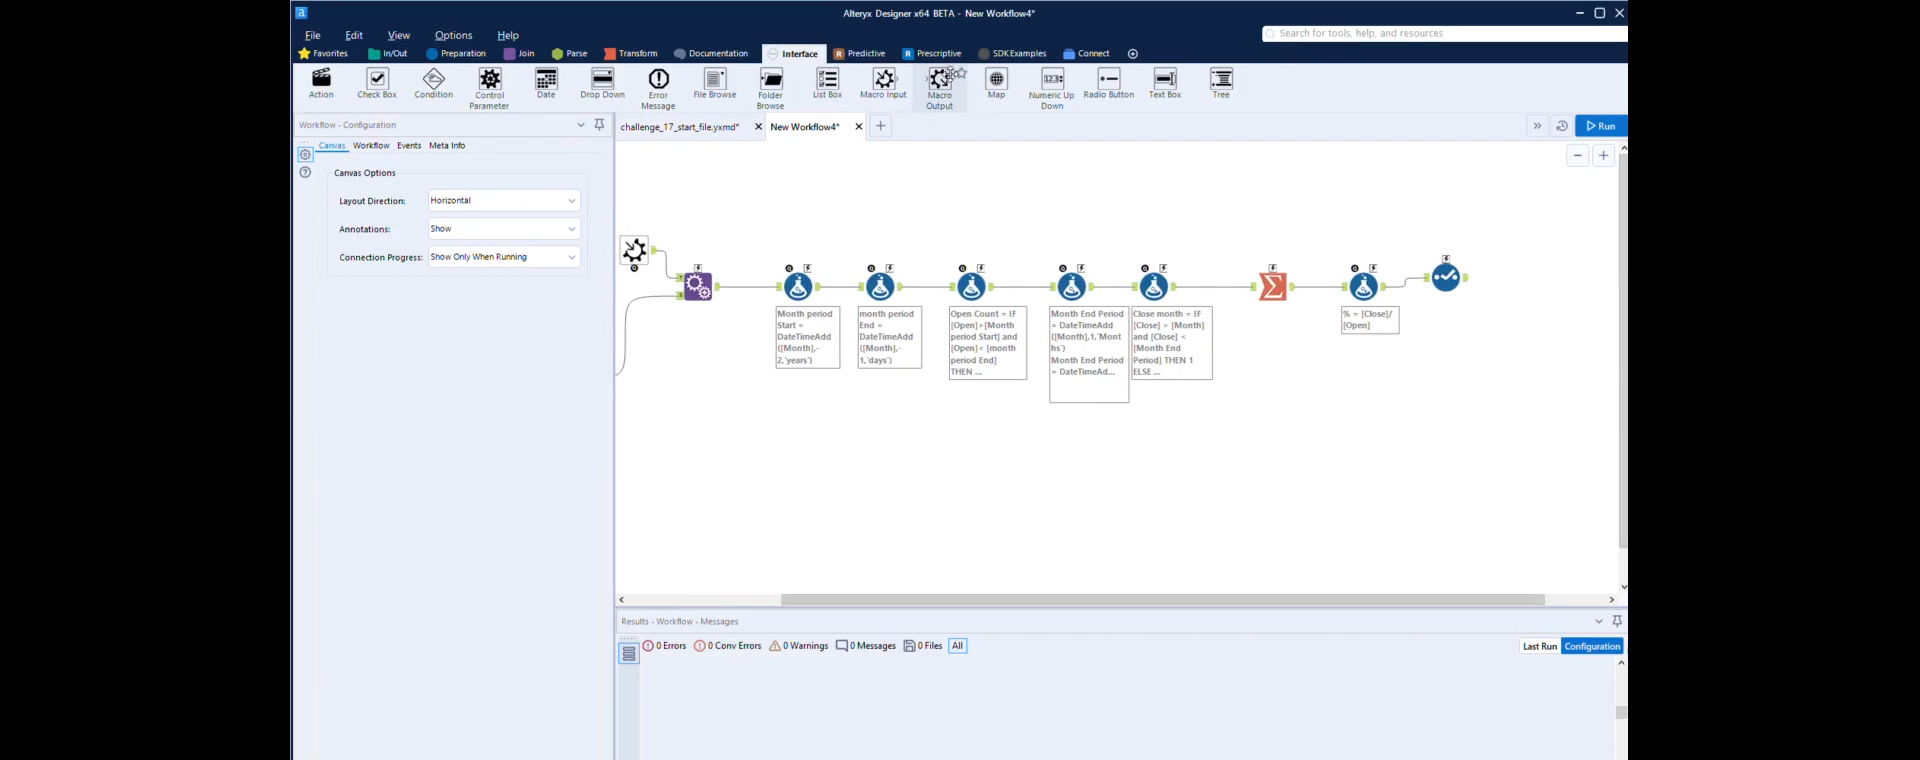 a
Alteryx Designer x64 BETA - New Workflow4*
File Edit View Options Help
Search for tools, help, and resources
Favorites In/Out Preparation Join Parse Transform Documentation Interface Predictive Prescriptive SDKExamples Connect
Action Check Box Condition Control Parameter Date Drop Down Error Message File Browse Folder Browse List Box Macro Input Macro Output Map Numeric Up Down Radio Button Text Box Tree
Workflow - Configuration
challenge_17_start_file.yxmd*
New Workflow4*
Run
Canvas Workflow Events Meta Info
Canvas Options
Layout Direction: Horizontal
Annotations: Show
Connection Progress: Show Only When Running
Month period
Start =
DateTimeAdd
([Month],-
2,'years')
month period
End =
DateTimeAdd
([Month],-
1,'days')
Open Count = IF
[Open]>[Month
period Start] and
[Open]< [month
period End]
THEN ...
Month End Period
= DateTimeAdd
([Month],1,'Mont
hs')
Month End Period
= DateTimeAd...
Close month = IF
[Close] > [Month]
and [Close] <
[Month End
Period] THEN 1
ELSE ...
% = [Close]/
[Open]
Results - Workflow - Messages
0 Errors 0 Conv Errors 0 Warnings 0 Messages 0 Files All
Last Run Configuration